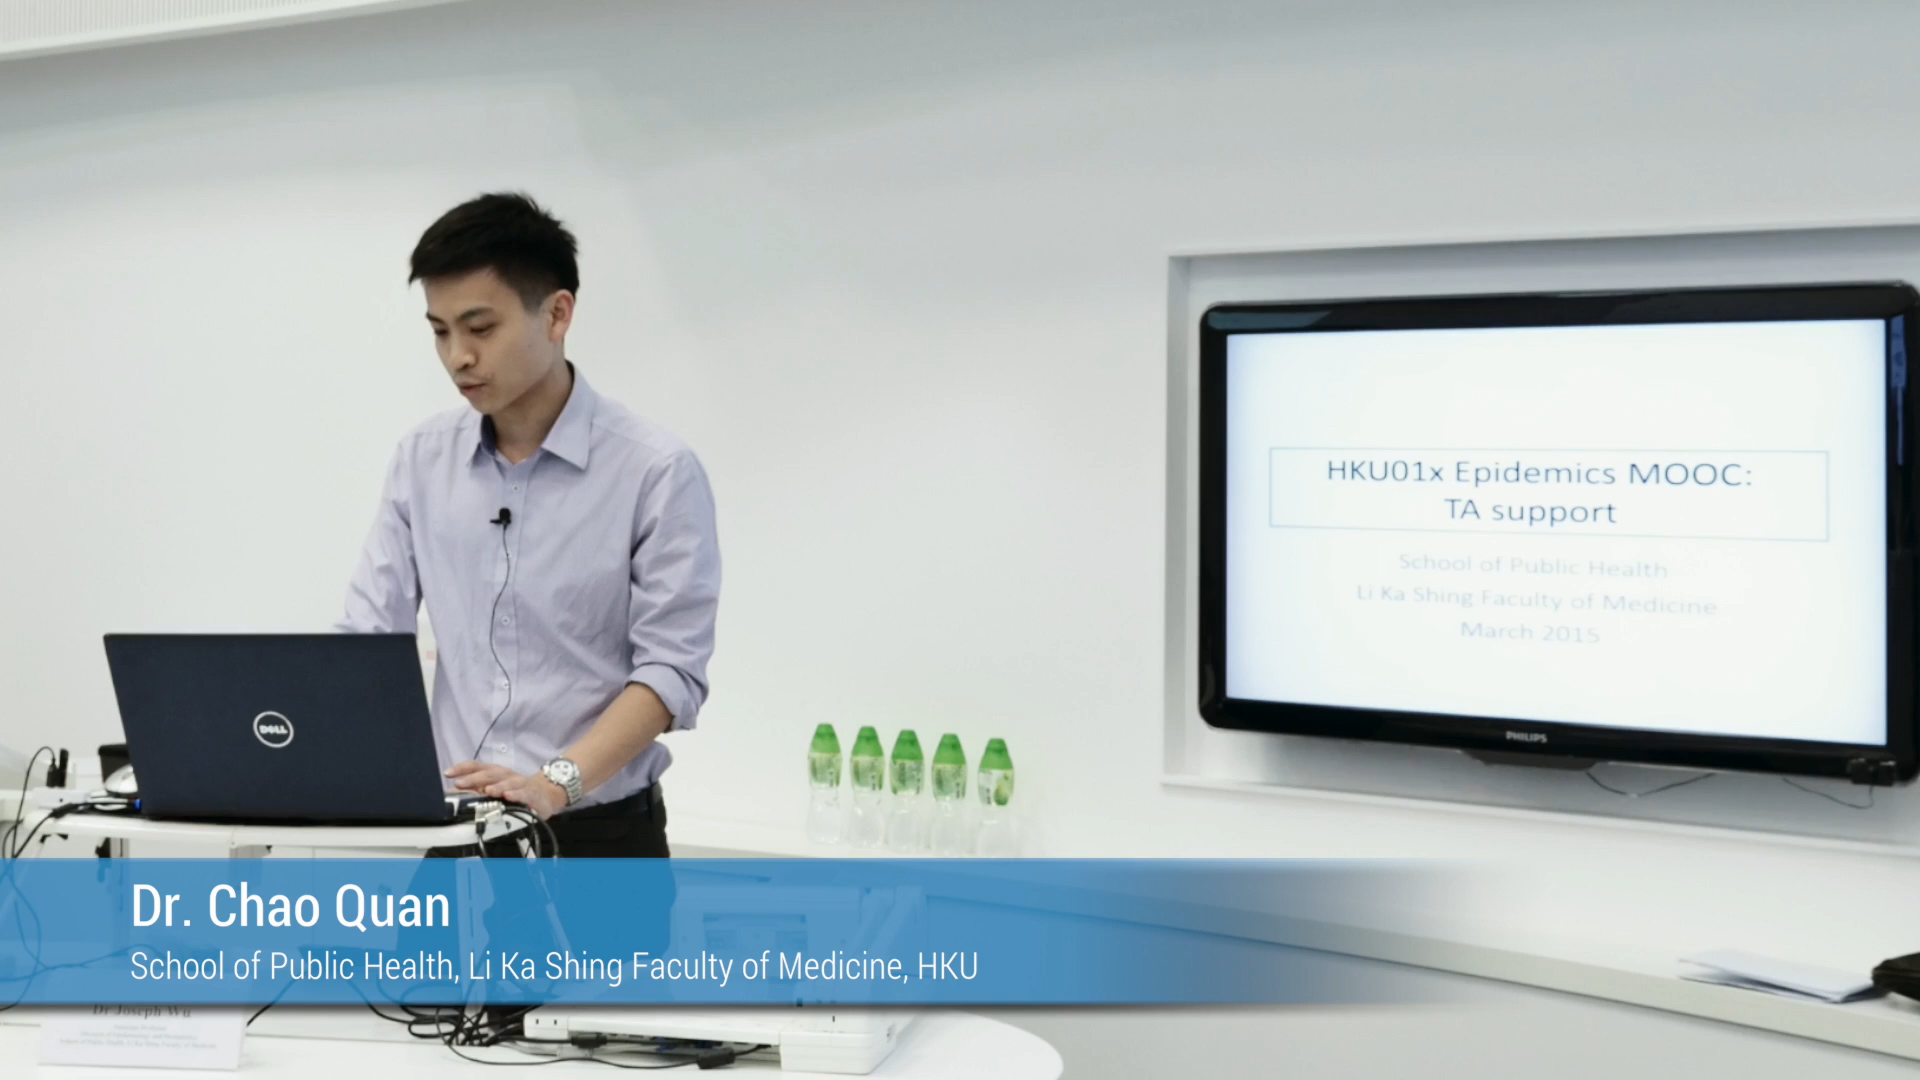 HKU01x Epidemics MOOC:
TA support
School of Public Health
Li Ka Shing Faculty of Medicine
March 2015
PHILIPS
DELL
Dr. Chao Quan
School of Public Health, Li Ka Shing Faculty of Medicine, HKU
Dr Joseph Wu